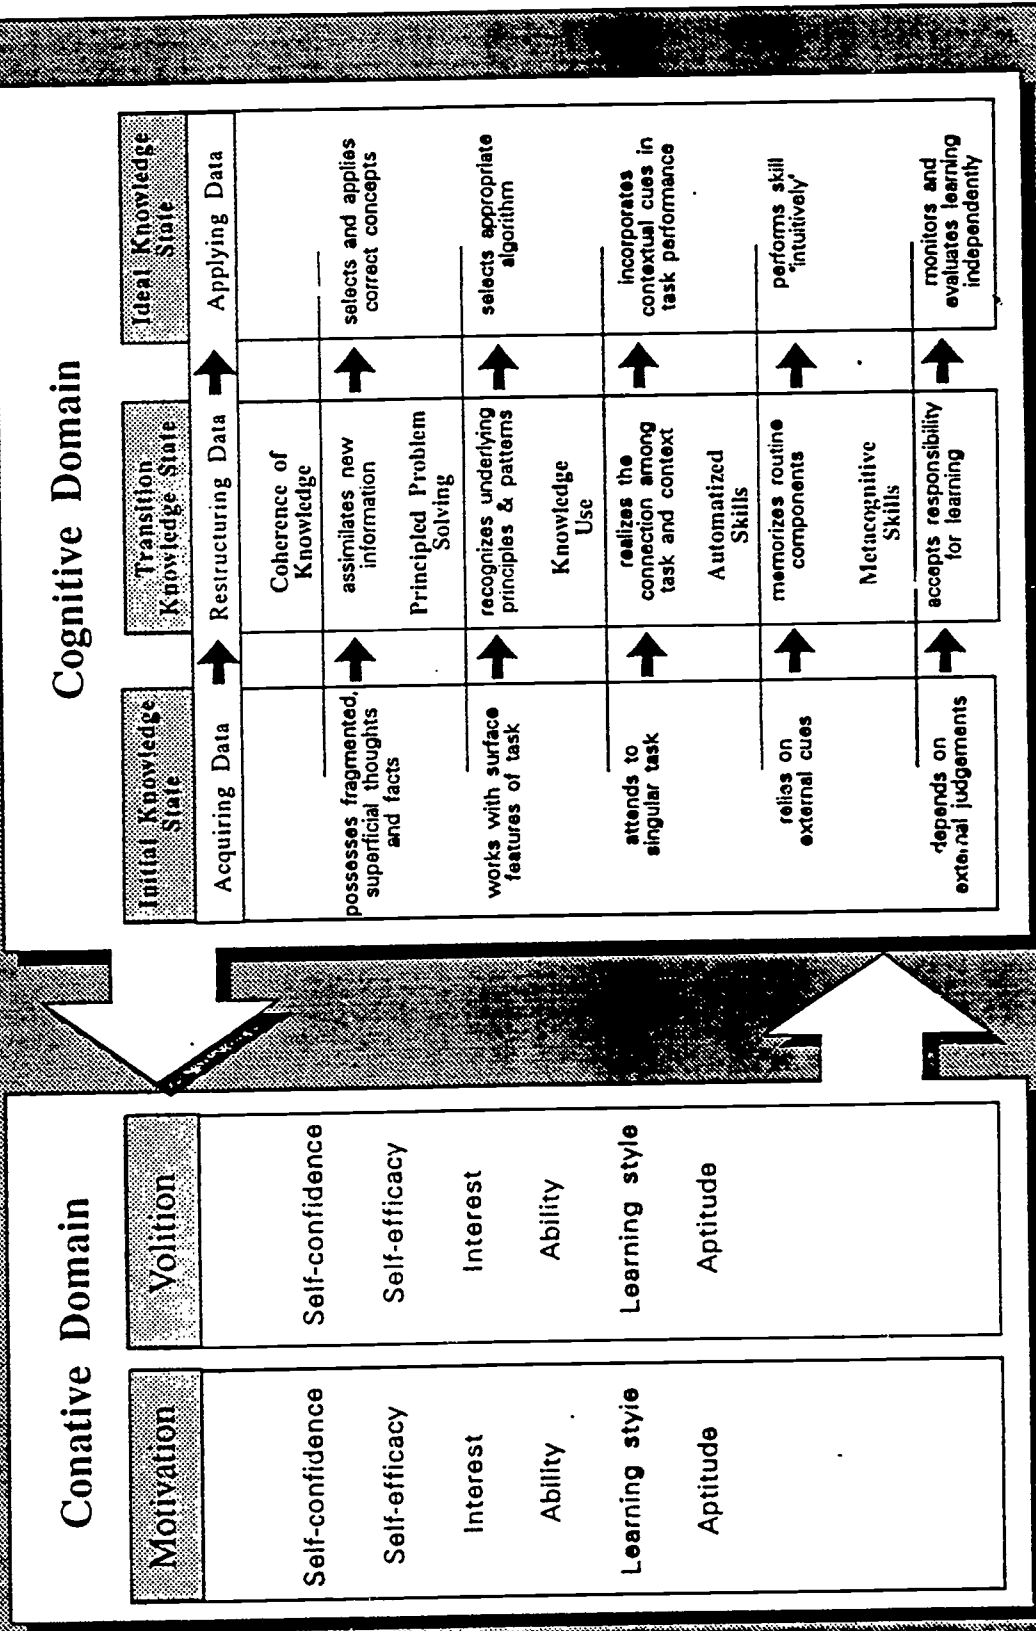 Conative Domain
Motivation
Self-confidence
Self-efficacy
Interest
Ability
Learning style
Aptitude
Volition
Self-confidence
Self-efficacy
Interest
Ability
Learning style
Aptitude
Cognitive Domain
Initial Knowledge
State
Transition
Knowledge State
Ideal Knowledge
State
Acquiring Data
Restructuring Data
Applying Data
Coherence of
Knowledge
possesses fragmented,
superficial thoughts
and facts
assimilates new
information
selects and applies
correct concepts
Principled Problem
Solving
works with surface
features of task
recognizes underlying
principles & patterns
selects appropriate
algorithm
Knowledge
Use
attends to
singular task
realizes the
connection among
task and context
incorporates
contextual cues in
task performance
Automatized
Skills
relies on
external cues
memorizes routine
components
performs skill
"intuitively"
Metacognitive
Skills
depends on
external judgements
accepts responsibility
for learning
monitors and
evaluates learning
independently